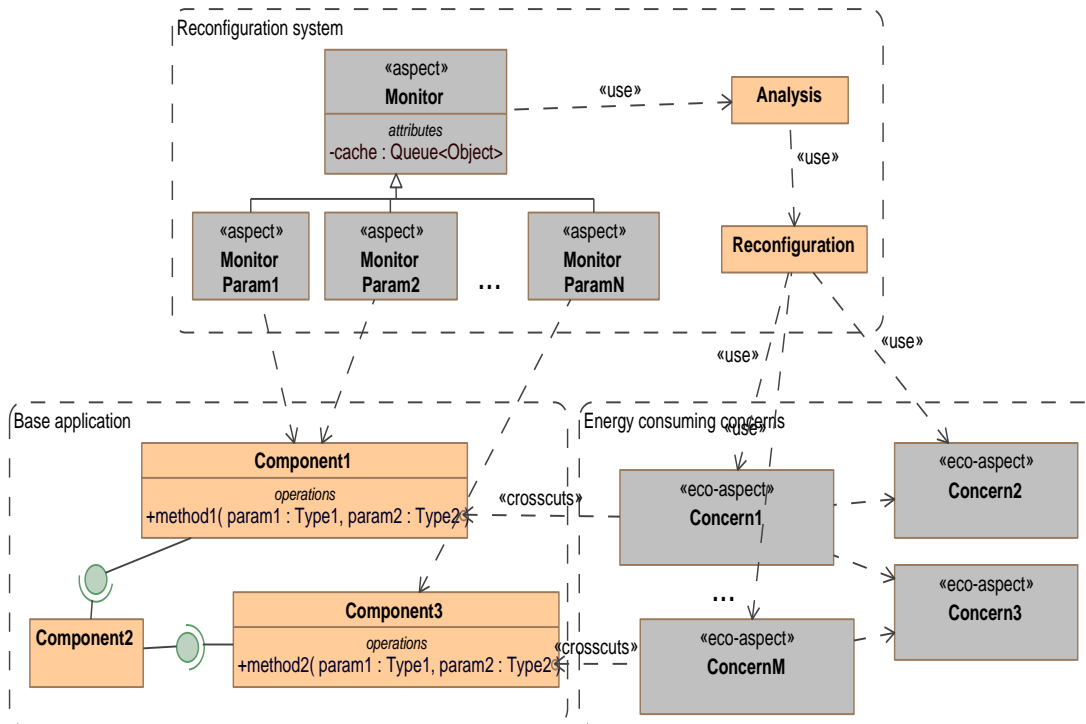 Reconfiguration system
«aspect»
Monitor
attributes
-cache : Queue<Object>
«use»
Analysis
«use»
«aspect»
Monitor
Param1
«aspect»
Monitor
Param2
...
«aspect»
Monitor
ParamN
Reconfiguration
«use»
«use»
Base application
Energy consuming concerns
«use»
Component1
operations
+method1( param1 : Type1, param2 : Type2 )
«crosscuts»
«eco-aspect»
Concern1
«eco-aspect»
Concern2
...
«eco-aspect»
Concern3
Component2
Component3
operations
+method2( param1 : Type1, param2 : Type2 )
«crosscuts»
«eco-aspect»
ConcernM